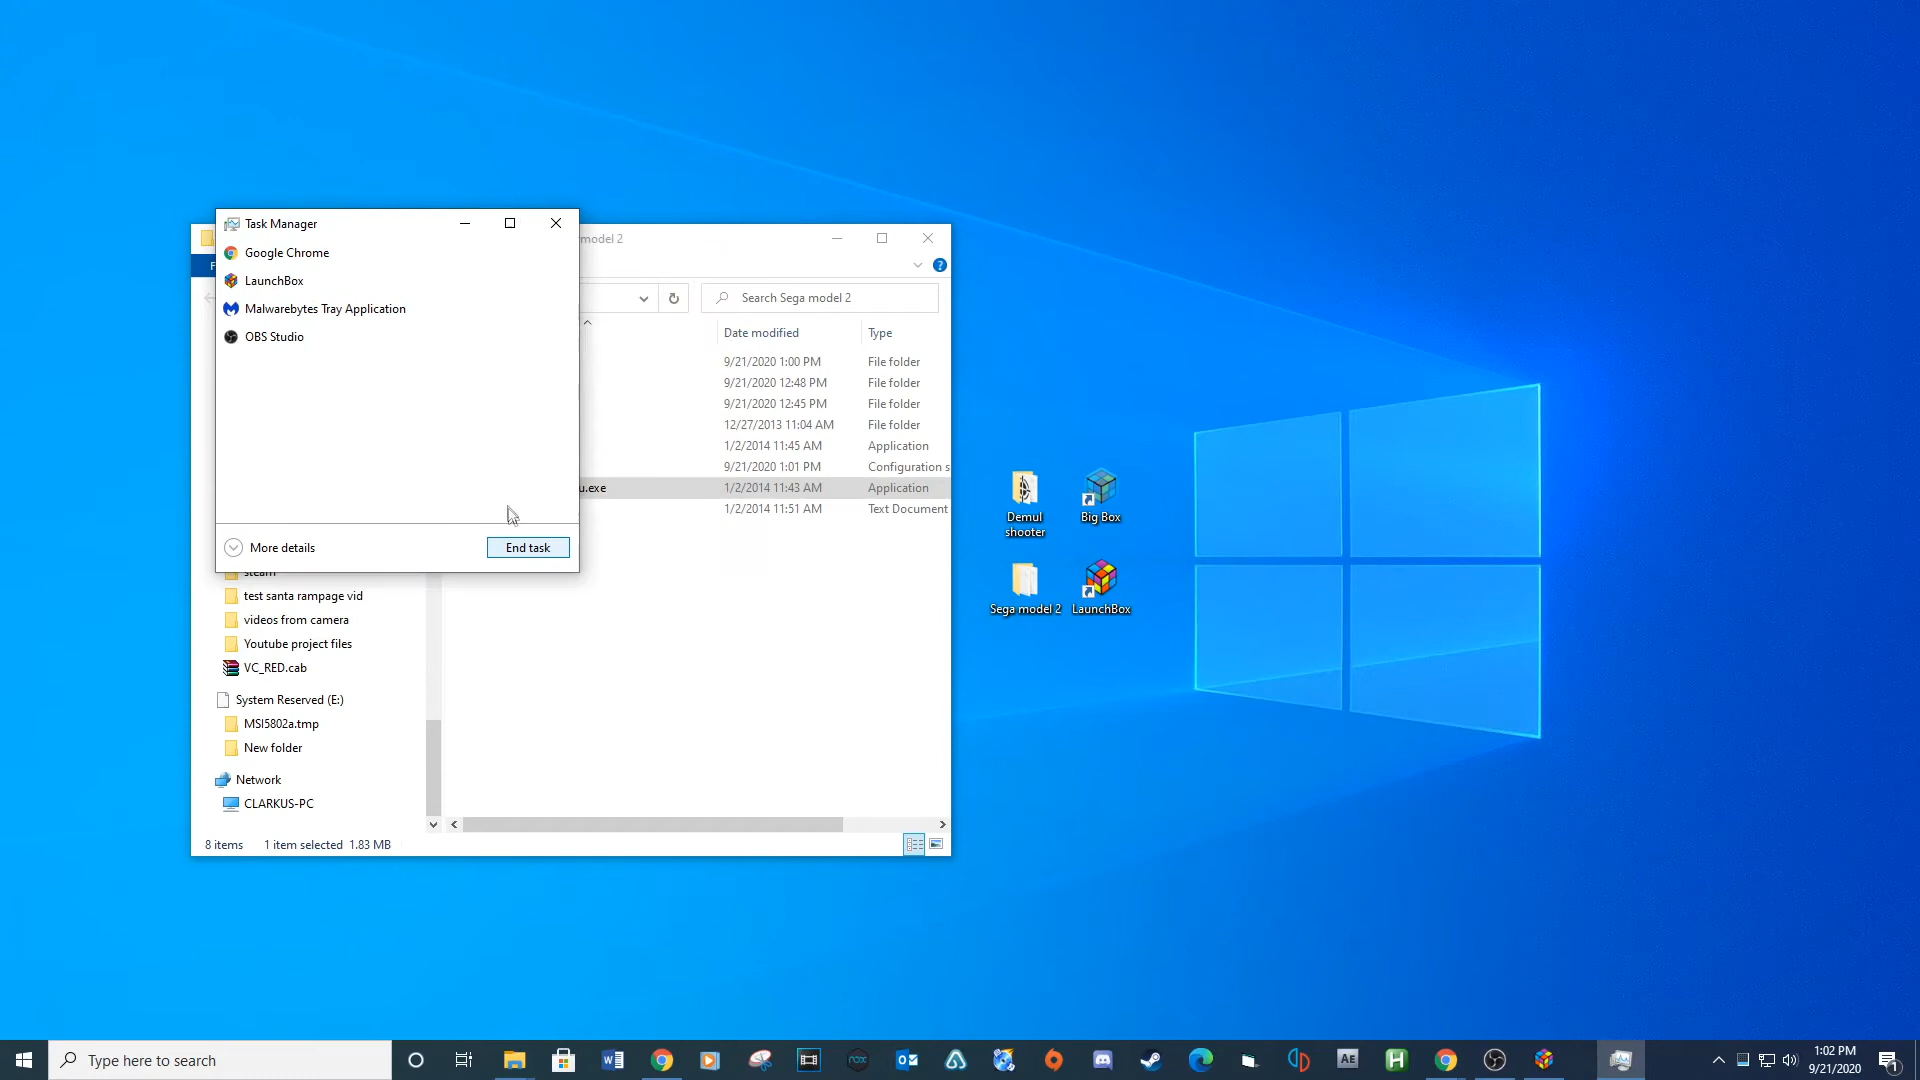 Task Manager
Google Chrome
LaunchBox
Malwarebytes Tray Application
OBS Studio
More details
End task
model 2
Search Sega model 2
Date modified
Type
9/21/2020 1:00 PM
File folder
9/21/2020 12:48 PM
File folder
9/21/2020 12:45 PM
File folder
12/27/2013 11:04 AM
File folder
1/2/2014 11:45 AM
Application
9/21/2020 1:01 PM
Configuration s
u.exe
1/2/2014 11:43 AM
Application
1/2/2014 11:51 AM
Text Document
steam
test santa rampage vid
videos from camera
Youtube project files
VC_RED.cab
System Reserved (E:)
MSI5802a.tmp
New folder
Network
CLARKUS-PC
8 items
1 item selected 1.83 MB
Demul
shooter
Big Box
Sega model 2
LaunchBox
Type here to search
nox
AE
H
1:02 PM
9/21/2020
1